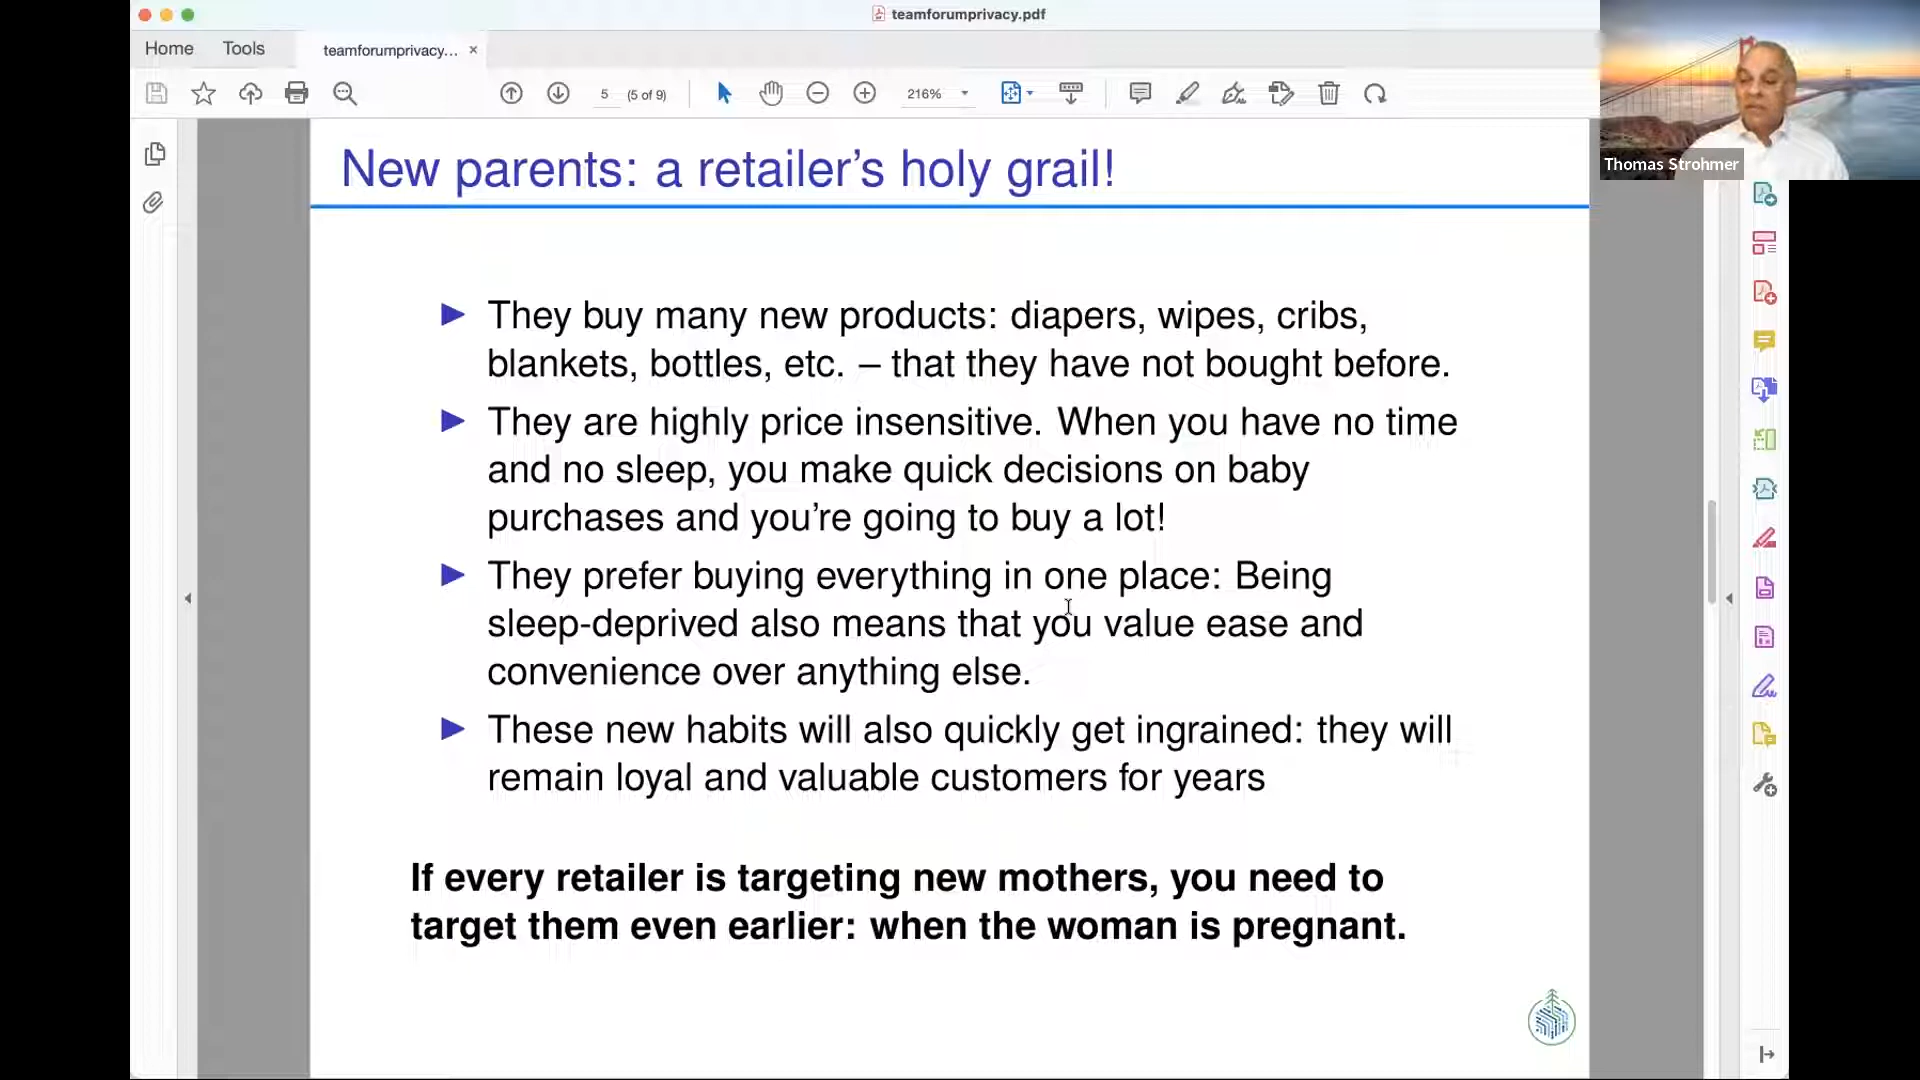 teamforumprivacy.pdf
Home Tools teamforumprivacy... ×
5 (5 of 9) 216%
Thomas Strohmer
New parents: a retailer’s holy grail!
They buy many new products: diapers, wipes, cribs,
blankets, bottles, etc. – that they have not bought before.
They are highly price insensitive. When you have no time
and no sleep, you make quick decisions on baby
purchases and you’re going to buy a lot!
They prefer buying everything in one place: Being
sleep-deprived also means that you value ease and
convenience over anything else.
These new habits will also quickly get ingrained: they will
remain loyal and valuable customers for years
If every retailer is targeting new mothers, you need to
target them even earlier: when the woman is pregnant.